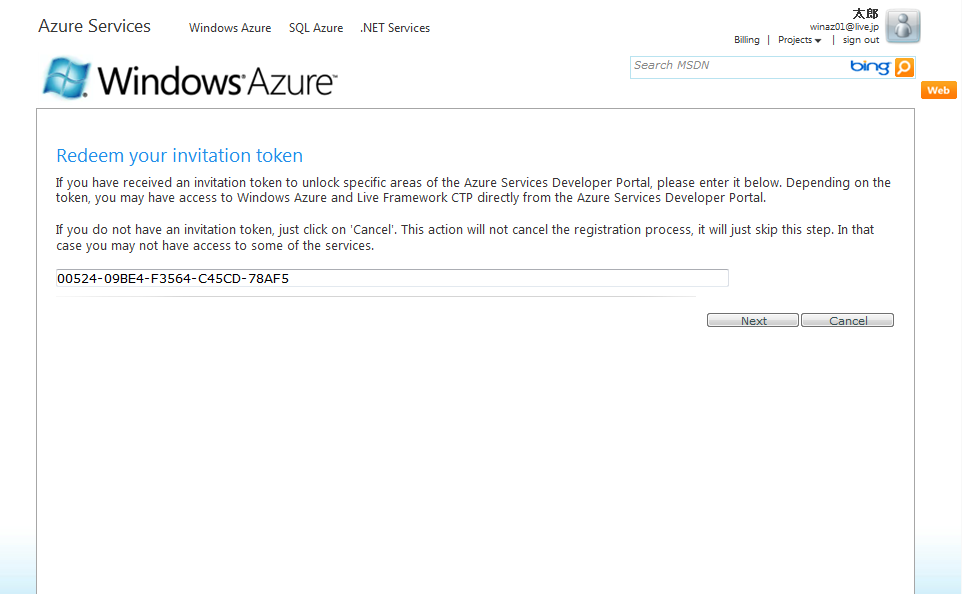 Azure Services
Windows Azure SQL Azure .NET Services
太郎
winaz01@live.jp
Billing | Projects | sign out
Windows Azure™
Search MSDN bing
Web
Redeem your invitation token
If you have received an invitation token to unlock specific areas of the Azure Services Developer Portal, please enter it below. Depending on the
token, you may have access to Windows Azure and Live Framework CTP directly from the Azure Services Developer Portal.
If you do not have an invitation token, just click on 'Cancel'. This action will not cancel the registration process, it will just skip this step. In that
case you may not have access to some of the services.
00524-09BE4-F3564-C45CD-78AF5
Next Cancel